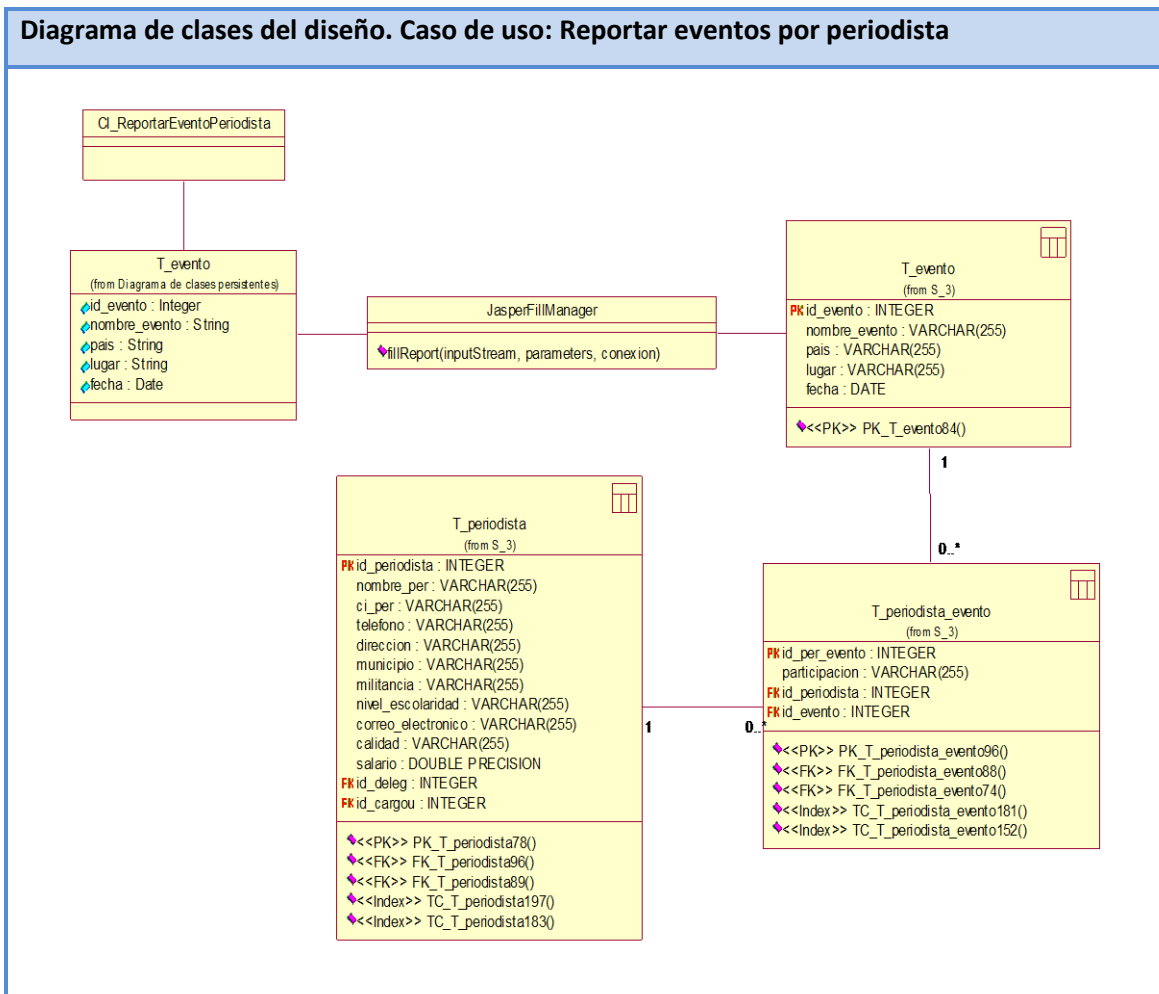 Diagrama de clases del diseño. Caso de uso: Reportar eventos por periodista
CI_ReportarEventoPeriodista
T_evento
(from Diagrama de clases persistentes)
id_evento : Integer
nombre_evento : String
pais : String
lugar : String
fecha : Date
JasperFillManager
fillReport(inputStream, parameters, conexion)
T_evento
(from S_3)
PK id_evento : INTEGER
nombre_evento : VARCHAR(255)
pais : VARCHAR(255)
lugar : VARCHAR(255)
fecha : DATE
<<PK>> PK_T_evento84()
1
0..*
T_periodista
(from S_3)
PK id_periodista : INTEGER
nombre_per : VARCHAR(255)
ci_per : VARCHAR(255)
telefono : VARCHAR(255)
direccion : VARCHAR(255)
municipio : VARCHAR(255)
militancia : VARCHAR(255)
nivel_escolaridad : VARCHAR(255)
correo_electronico : VARCHAR(255)
calidad : VARCHAR(255)
salario : DOUBLE PRECISION
FK id_deleg : INTEGER
FK id_cargou : INTEGER
<<PK>> PK_T_periodista78()
<<FK>> FK_T_periodista96()
<<FK>> FK_T_periodista89()
<<Index>> TC_T_periodista197()
<<Index>> TC_T_periodista183()
1
0..*
T_periodista_evento
(from S_3)
PK id_per_evento : INTEGER
participacion : VARCHAR(255)
FK id_periodista : INTEGER
FK id_evento : INTEGER
<<PK>> PK_T_periodista_evento96()
<<FK>> FK_T_periodista_evento88()
<<FK>> FK_T_periodista_evento74()
<<Index>> TC_T_periodista_evento181()
<<Index>> TC_T_periodista_evento152()